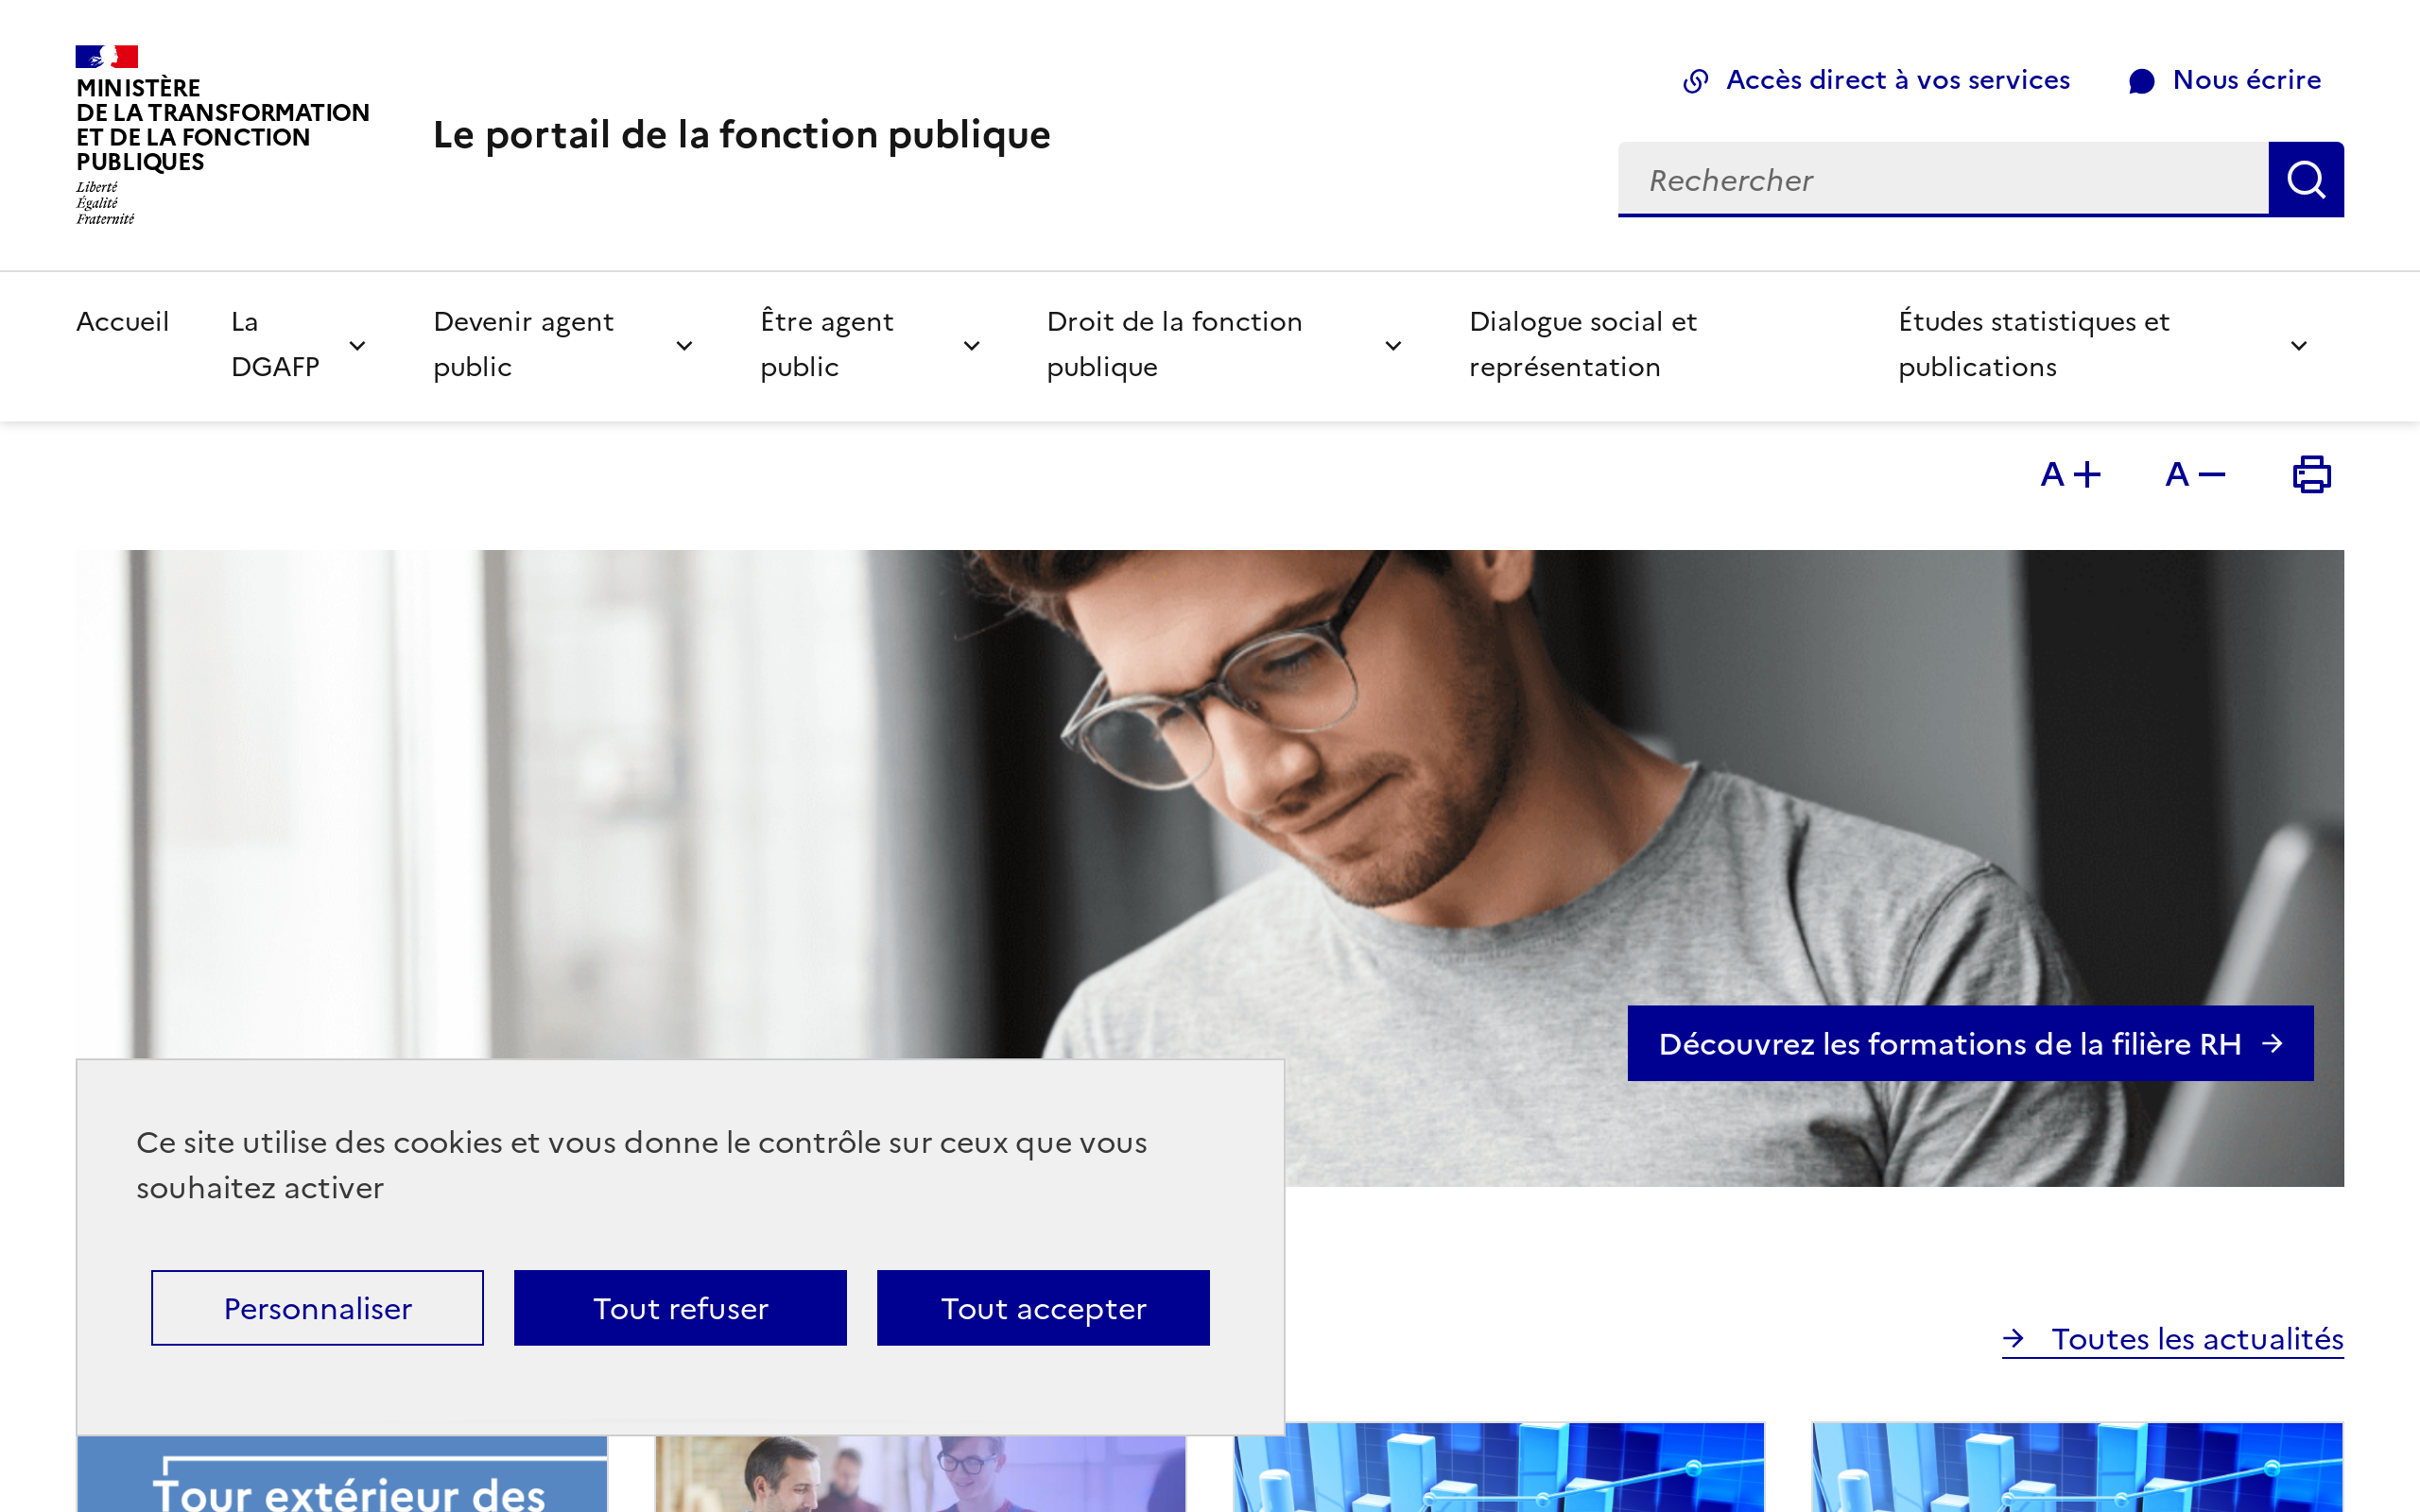 MINISTÈRE
DE LA TRANSFORMATION
ET DE LA FONCTION
PUBLIQUES
Liberté
Égalité
Fraternité
Le portail de la fonction publique
Accès direct à vos services
Nous écrire
Rechercher
Accueil
La
DGAFP
Devenir agent
public
Être agent
public
Droit de la fonction
publique
Dialogue social et
représentation
Études statistiques et
publications
A+
A−
Découvrez les formations de la filière RH
Ce site utilise des cookies et vous donne le contrôle sur ceux que vous
souhaitez activer
Personnaliser
Tout refuser
Tout accepter
Toutes les actualités
Tour extérieur des